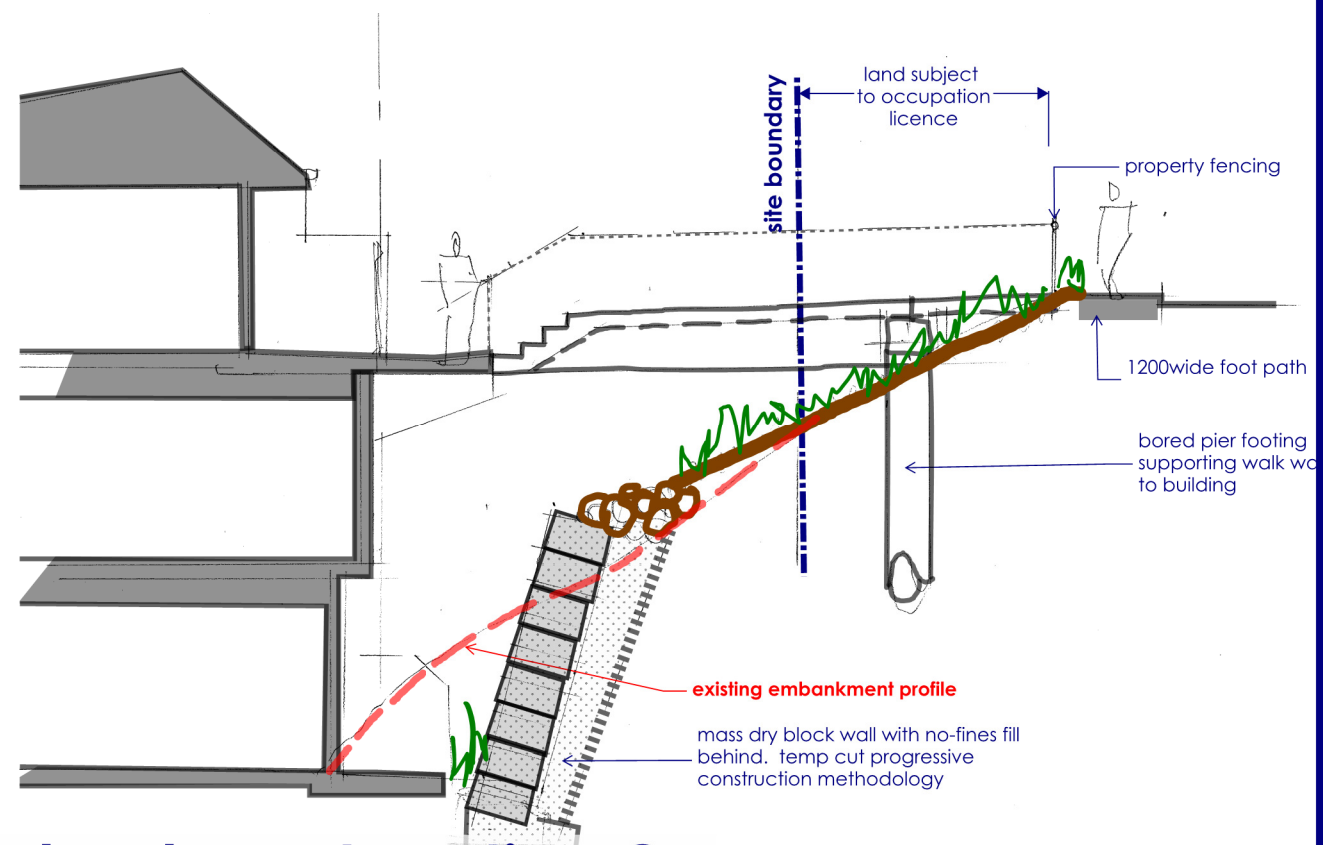 land subject
to occupation
licence
site boundary
property fencing
1200wide foot path
bored pier footing
supporting walk
to building
existing embankment profile
mass dry block wall with no-fines fill
behind. temp cut progressive
construction methodology